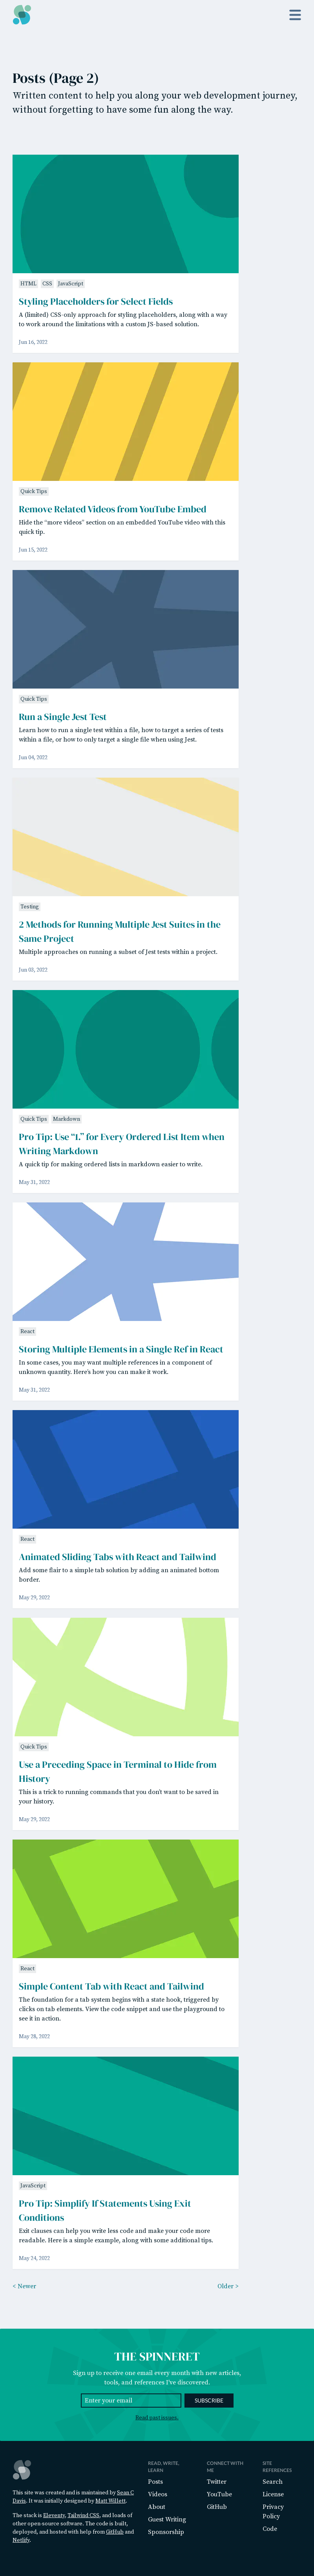 Posts (Page 2)
Written content to help you along your web development journey,
without forgetting to have some fun along the way.
HTML CSS JavaScript
Styling Placeholders for Select Fields
A (limited) CSS-only approach for styling placeholders, along with a way
to work around the limitations with a custom JS-based solution.
Jun 16, 2022
Quick Tips
Remove Related Videos from YouTube Embed
Hide the “more videos” section on an embedded YouTube video with this
quick tip.
Jun 15, 2022
Quick Tips
Run a Single Jest Test
Learn how to run a single test within a file, how to target a series of tests
within a file, or how to only target a single file when using Jest.
Jun 04, 2022
Testing
2 Methods for Running Multiple Jest Suites in the
Same Project
Multiple approaches on running a subset of Jest tests within a project.
Jun 03, 2022
Quick Tips Markdown
Pro Tip: Use “1.” for Every Ordered List Item when
Writing Markdown
A quick tip for making ordered lists in markdown easier to write.
May 31, 2022
React
Storing Multiple Elements in a Single Ref in React
In some cases, you may want multiple references in a component of
unknown quantity. Here’s how you can make it work.
May 31, 2022
React
Animated Sliding Tabs with React and Tailwind
Add some flair to a simple tab solution by adding an animated bottom
border.
May 29, 2022
Quick Tips
Use a Preceding Space in Terminal to Hide from
History
This is a trick to running commands that you don’t want to be saved in
your history.
May 29, 2022
React
Simple Content Tab with React and Tailwind
The foundation for a tab system begins with a state hook, triggered by
clicks on tab elements. View the code snippet and use the playground to
see it in action.
May 28, 2022
JavaScript
Pro Tip: Simplify If Statements Using Exit
Conditions
Exit clauses can help you write less code and make your code more
readable. Here is a simple example, along with some additional tips.
May 24, 2022
< Newer
Older >
THE SPINNERET
Sign up to receive one email every month with new articles,
tools, and references I’ve discovered.
Enter your email
SUBSCRIBE
Read past issues.
This site was created and is maintained by Sean C
Davis. It was initially designed by Matt Willett.
The stack is Eleventy, Tailwind CSS, and loads of
other open source software. The code is built,
deployed, and hosted with help from GitHub and
Netlify.
READ, WRITE,
LEARN
Posts
Videos
About
Guest Writing
Sponsorship
CONNECT WITH
ME
Twitter
YouTube
GitHub
SITE
REFERENCES
Search
License
Privacy
Policy
Code